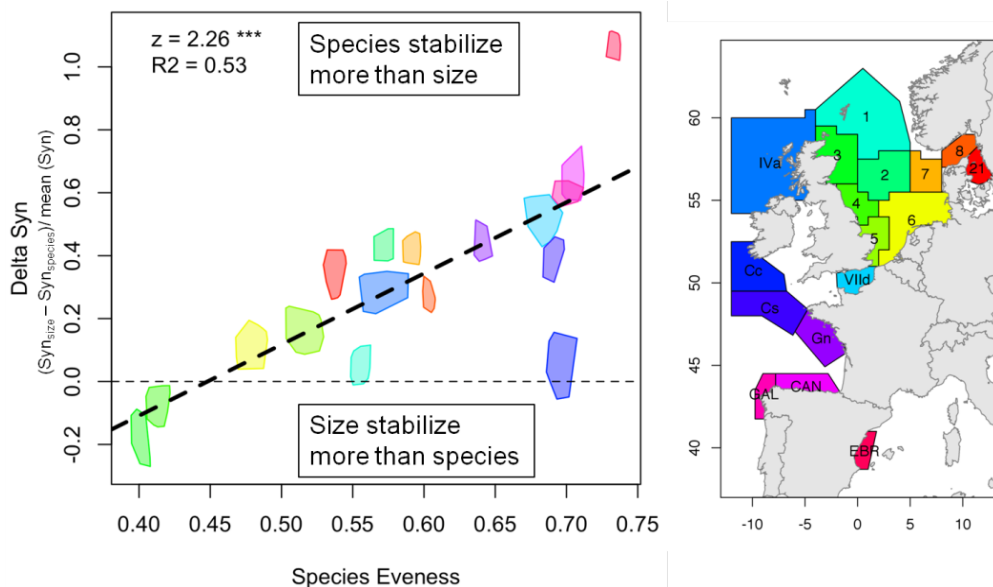 z = 2.26 ***
R2 = 0.53
Species stabilize
more than size
Size stabilize
more than species
Delta Syn
(Syn_size – Syn_species)/ mean (Syn)
-0.2
0.0
0.2
0.4
0.6
0.8
1.0
0.40 0.45 0.50 0.55 0.60 0.65 0.70 0.75
Species Eveness
60
55
50
45
40
-10 -5 0 5 10
1
IVa
3
2
7
8
21
4
5
6
Cc
VIId
Cs
Gn
GAL
CAN
EBR